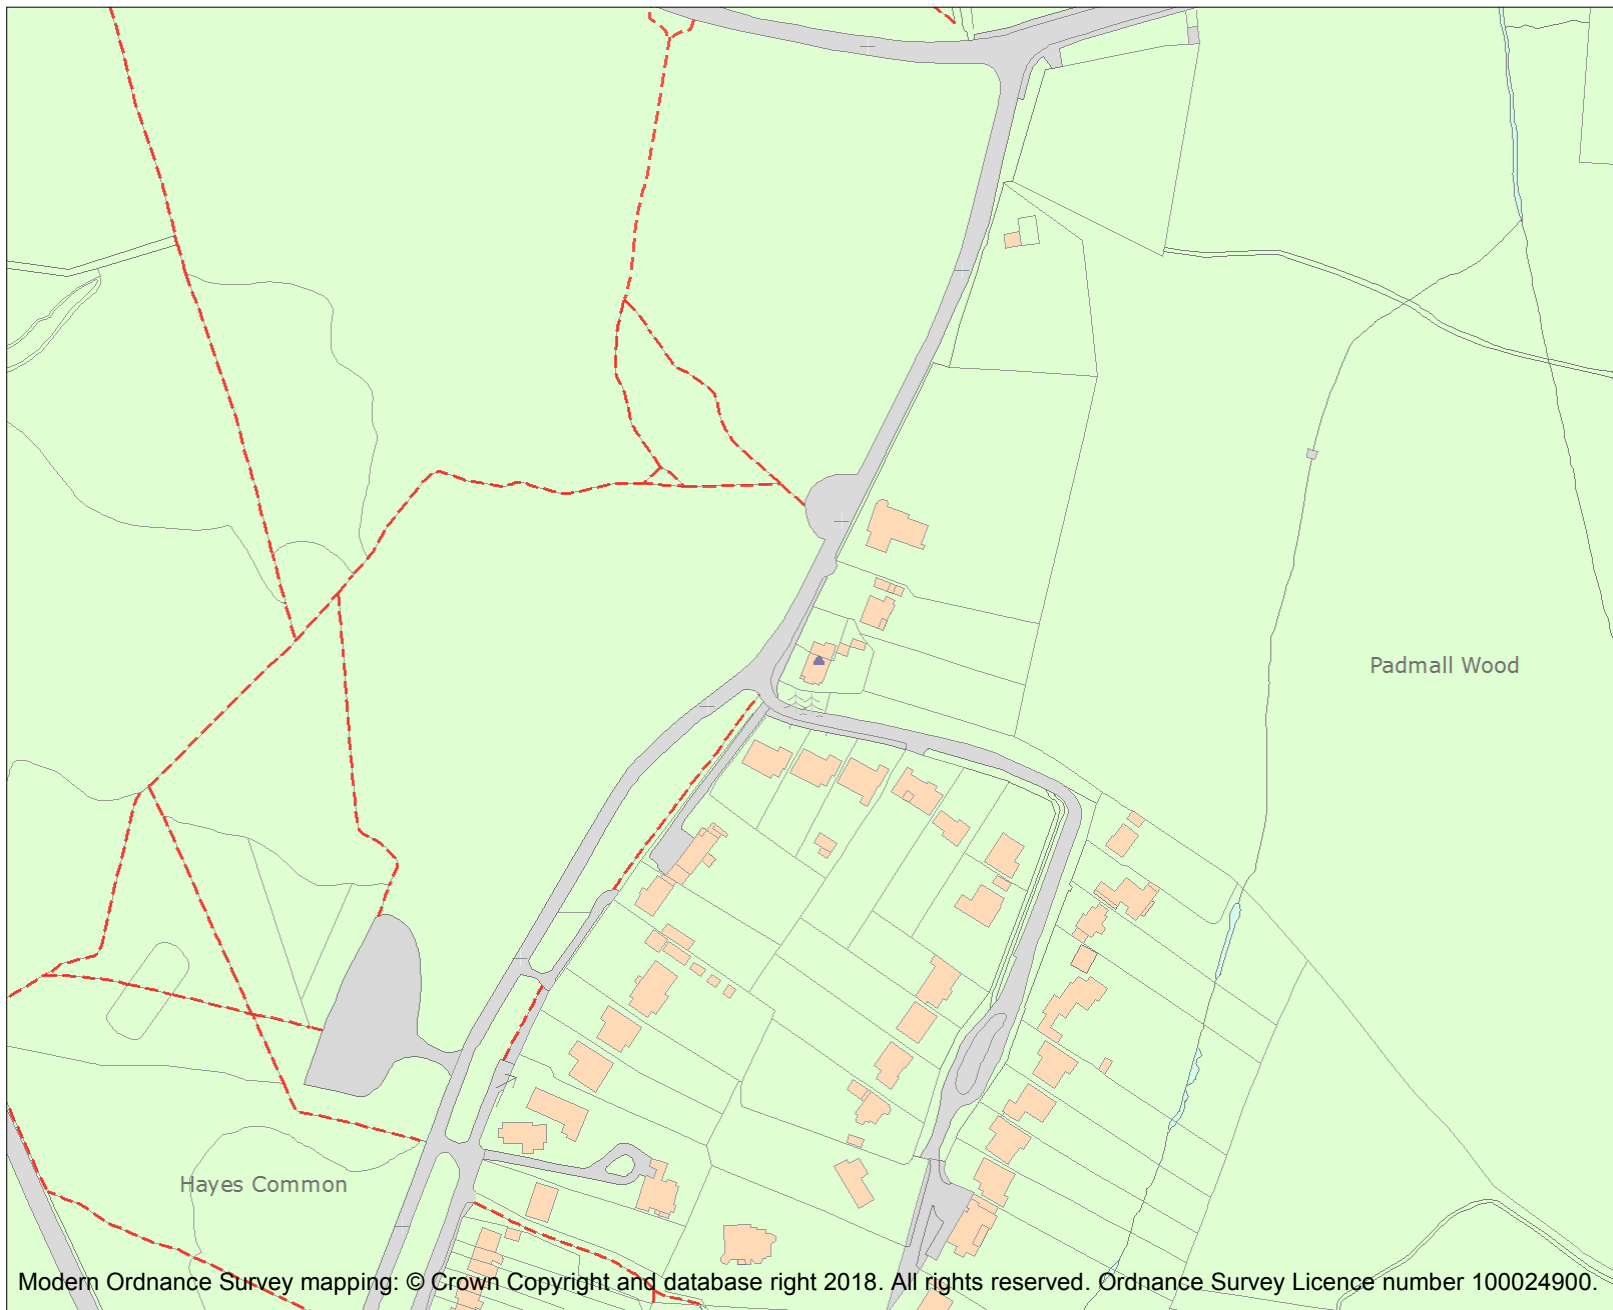 Padmall Wood
Hayes Common
Modern Ordnance Survey mapping: © Crown Copyright and database right 2018. All rights reserved. Ordnance Survey Licence number 100024900.